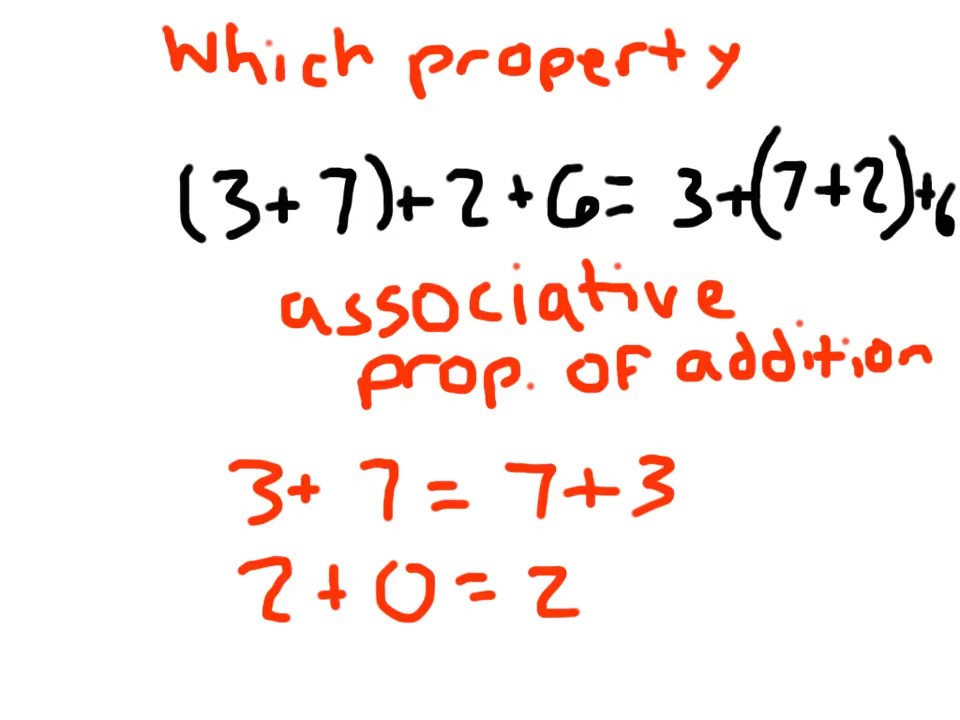 Which property
(3+7)+2+6= 3+(7+2)+6
associative
prop. of addition
3+7=7+3
2+0=2